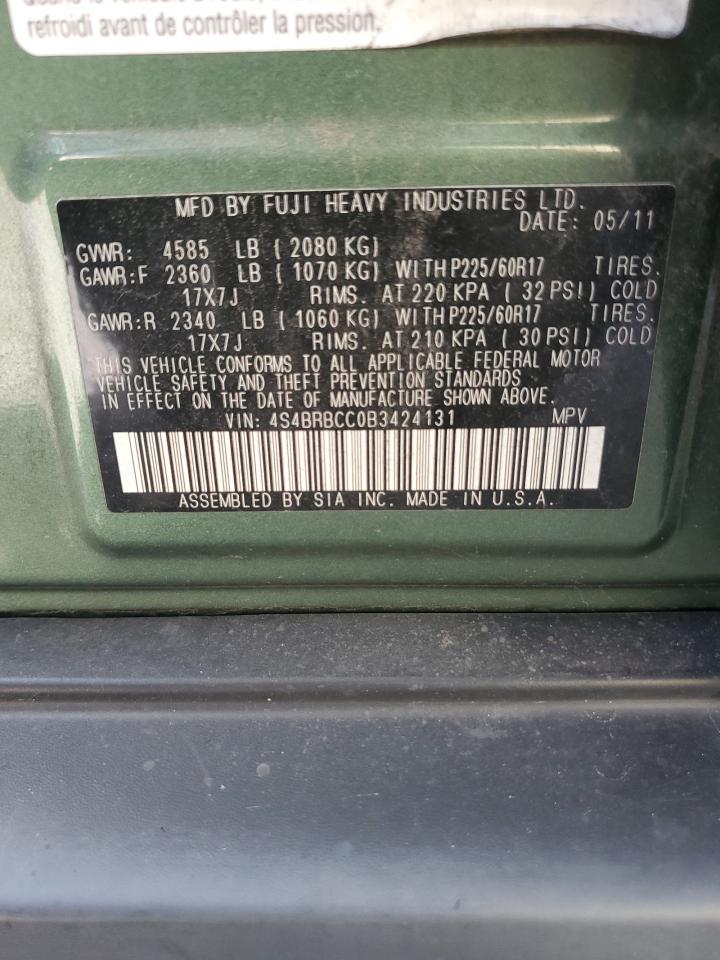 refroidi avant de contrôler la pression.
MFD BY FUJI HEAVY INDUSTRIES LTD.
DATE: 05/11
GVWR: 4585 LB (2080 KG)
GAWR:F 2360 LB (1070 KG) WITH P225/60R17 TIRES.
17X7J RIMS. AT 220 KPA (32 PSI) COLD
GAWR:R 2340 LB (1060 KG) WITH P225/60R17 TIRES.
17X7J RIMS. AT 210 KPA (30 PSI) COLD
THIS VEHICLE CONFORMS TO ALL APPLICABLE FEDERAL MOTOR
VEHICLE SAFETY AND THEFT PREVENTION STANDARDS
IN EFFECT ON THE DATE OF MANUFACTURE SHOWN ABOVE.
VIN: 4S4BRBCC0B3424131 MPV
ASSEMBLED BY SIA INC. MADE IN U.S.A.